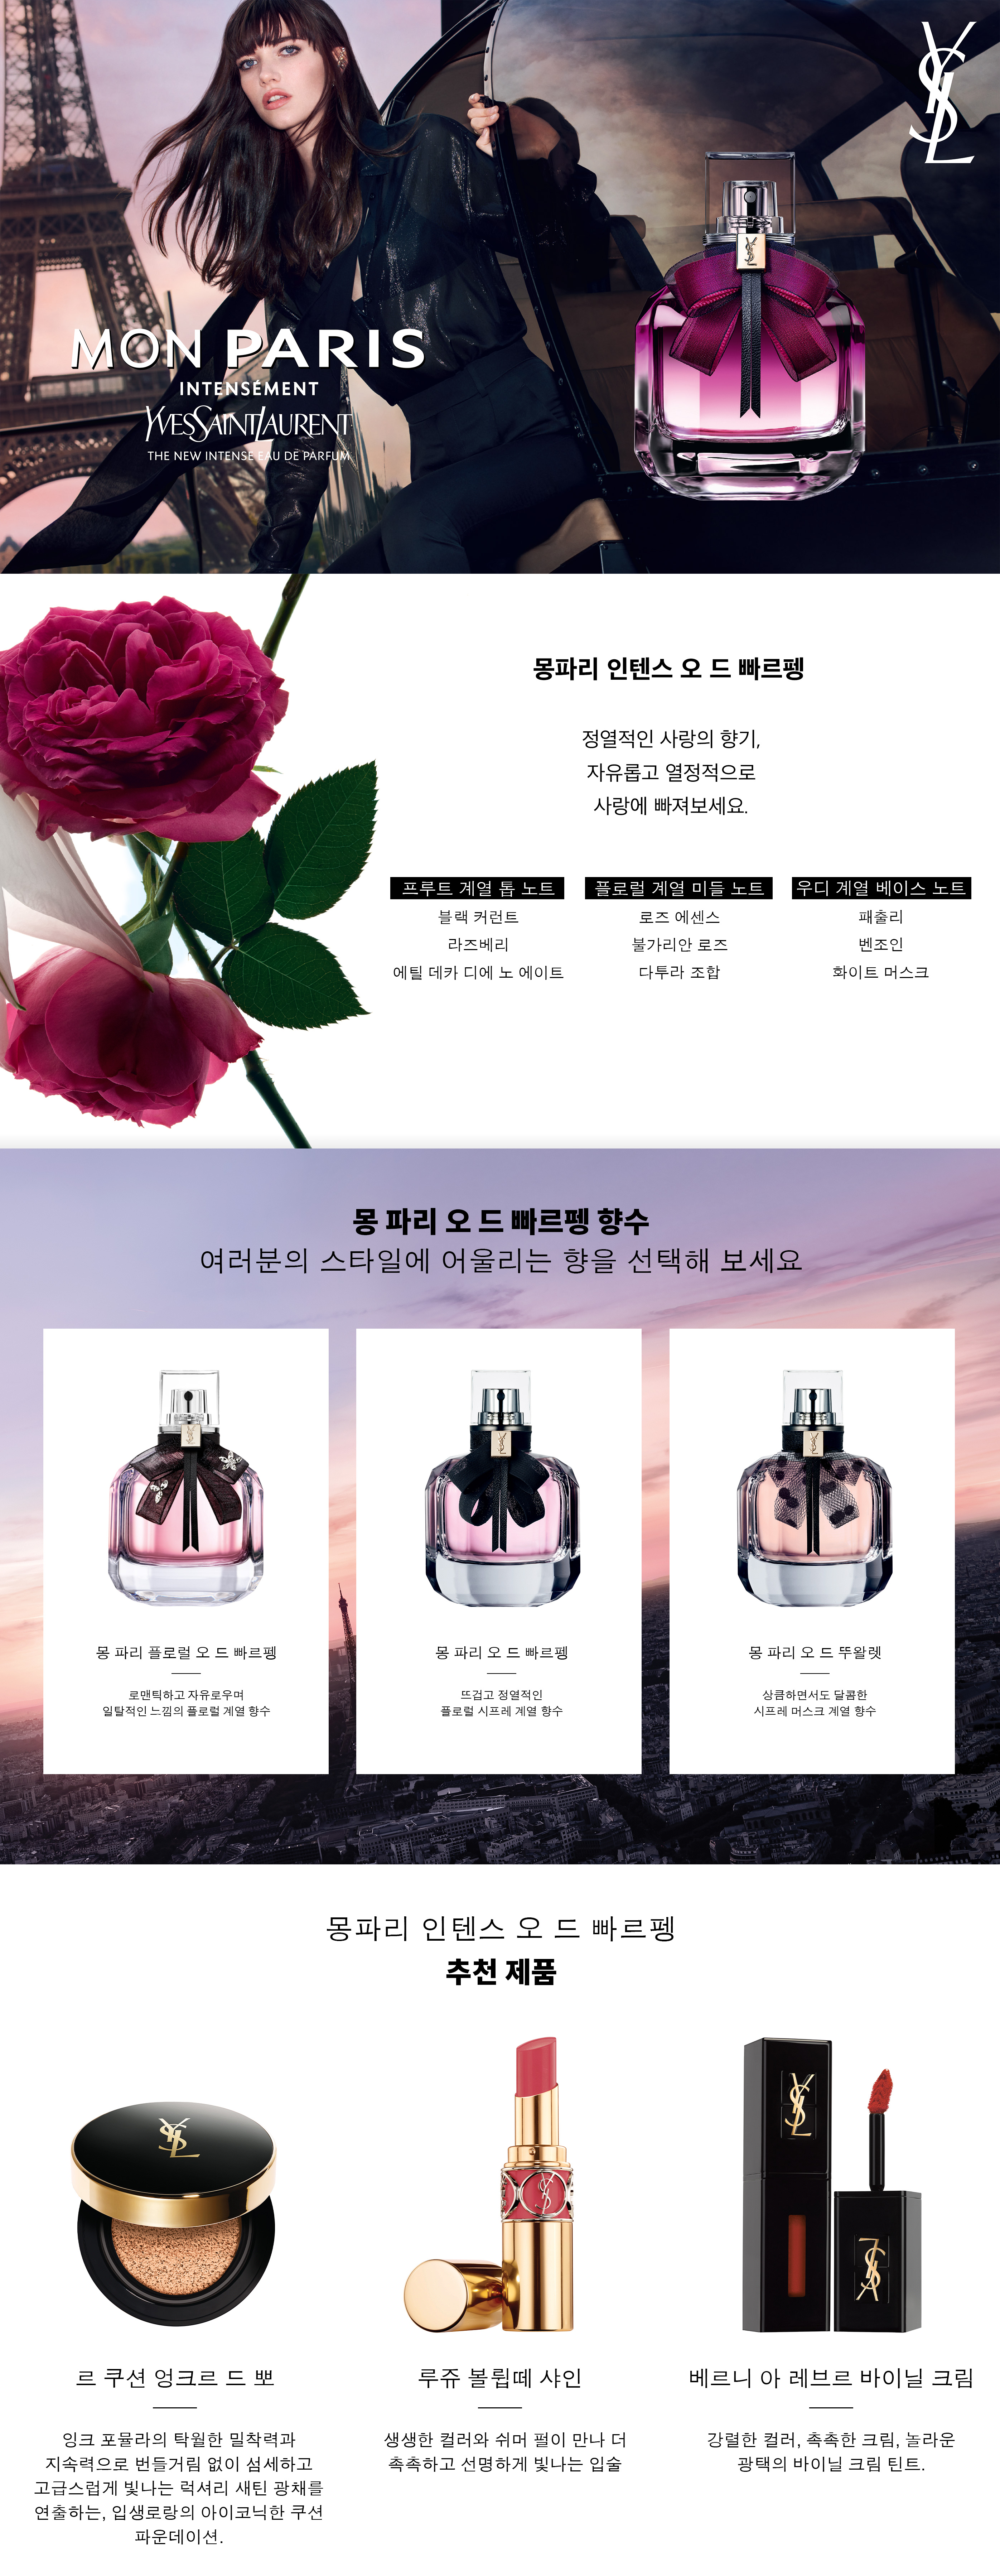 YSL
MON PARIS
INTENSÉMENT
YVESSAINTLAURENT
THE NEW INTENSE EAU DE PARFUM
몽파리 인텐스 오 드 빠르펭
정열적인 사랑의 향기,
자유롭고 열정적으로
사랑에 빠져보세요.
프루트 계열 톱 노트
블랙 커런트
라즈베리
에틸 데카 디에 노 에이트
플로럴 계열 미들 노트
로즈 에센스
불가리안 로즈
다투라 조합
우디 계열 베이스 노트
패출리
벤조인
화이트 머스크
몽 파리 오 드 빠르펭 향수
여러분의 스타일에 어울리는 향을 선택해 보세요
몽 파리 플로럴 오 드 빠르펭
로맨틱하고 자유로우며
일탈적인 느낌의 플로럴 계열 향수
몽 파리 오 드 빠르펭
뜨겁고 정열적인
플로럴 시프레 계열 향수
몽 파리 오 드 뚜왈렛
상큼하면서도 달콤한
시프레 머스크 계열 향수
몽파리 인텐스 오 드 빠르펭
추천 제품
YSL
YSL
YSL
YSL
르 쿠션 엉크르 드 뽀
잉크 포뮬라의 탁월한 밀착력과
지속력으로 번들거림 없이 섬세하고
고급스럽게 빛나는 럭셔리 새틴 광채를
연출하는, 입생로랑의 아이코닉한 쿠션
파운데이션.
루쥬 볼륍떼 샤인
생생한 컬러와 쉬머 펄이 만나 더
촉촉하고 선명하게 빛나는 입술
베르니 아 레브르 바이닐 크림
강렬한 컬러, 촉촉한 크림, 놀라운
광택의 바이닐 크림 틴트.